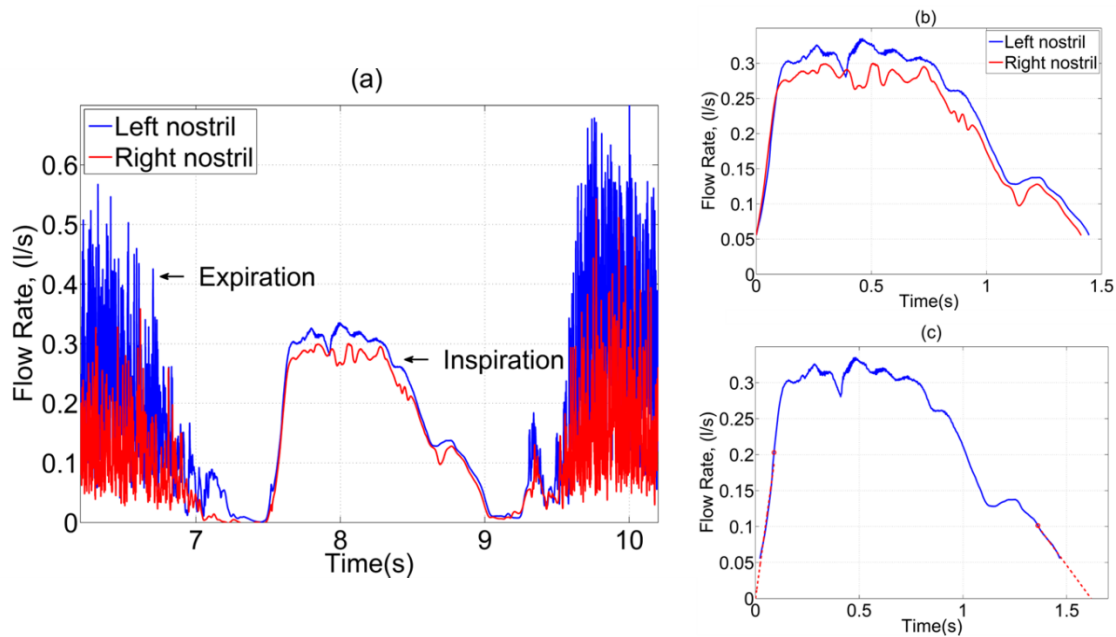 (a)
Left nostril
Right nostril
Expiration
Inspiration
Flow Rate, (l/s)
0.6
0.5
0.4
0.3
0.2
0.1
0
7
8
9
10
Time(s)
(b)
Left nostril
Right nostril
Flow Rate, (l/s)
0.3
0.25
0.2
0.15
0.1
0.05
0
0
0.5
1
1.5
Time(s)
(c)
Flow Rate, (l/s)
0.3
0.25
0.2
0.15
0.1
0.05
0
0
0.5
1
1.5
Time(s)